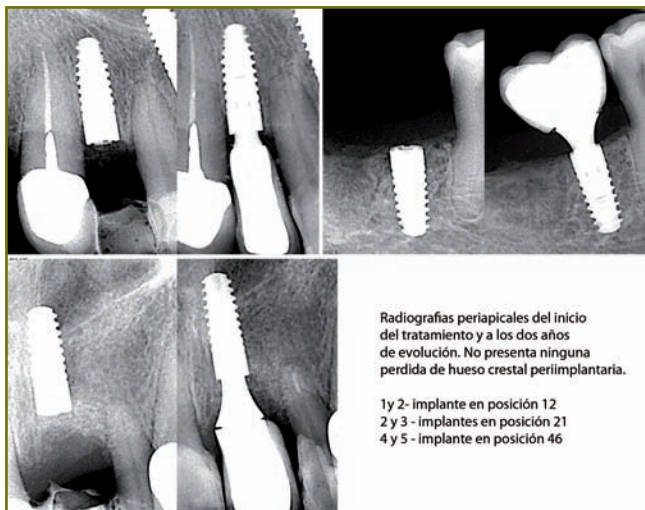 Radiografias periapicales del inicio
del tratamiento y a los dos años
de evolución. No presenta ninguna
perdida de hueso crestal periimplantaria.
1y 2- implante en posición 12
2 y 3 - implantes en posición 21
4 y 5 - implante en posición 46